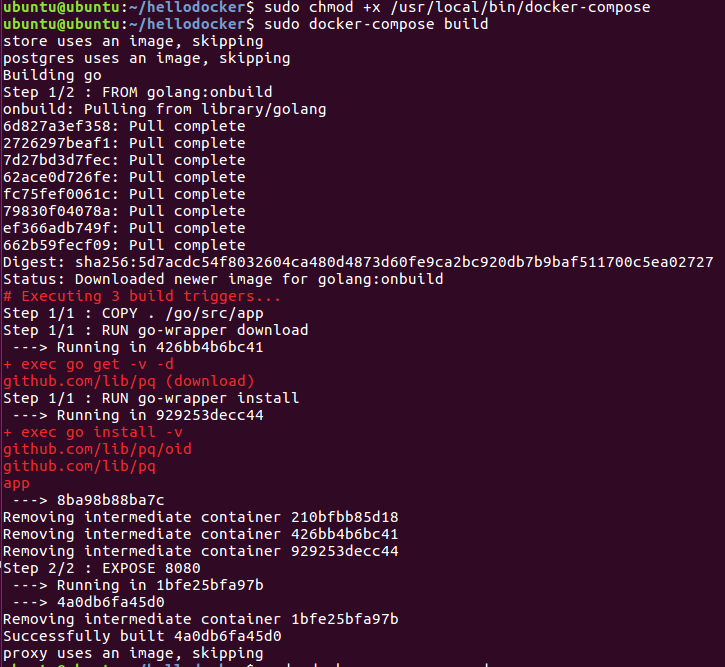 ubuntu@ubuntu:~/hellodocker$ sudo chmod +x /usr/local/bin/docker-compose
ubuntu@ubuntu:~/hellodocker$ sudo docker-compose build
store uses an image, skipping
postgres uses an image, skipping
Building go
Step 1/2 : FROM golang:onbuild
onbuild: Pulling from library/golang
6d827a3ef358: Pull complete
2726297beaf1: Pull complete
7d27bd3d7fec: Pull complete
62ace0d726fe: Pull complete
fc75fef0061c: Pull complete
79830f04078a: Pull complete
ef366adb749f: Pull complete
662b59fecf09: Pull complete
Digest: sha256:5d7acdc54f8032604ca480d4873d60fe9ca2bc920db7b9baf511700c5ea02727
Status: Downloaded newer image for golang:onbuild
# Executing 3 build triggers...
Step 1/1 : COPY . /go/src/app
Step 1/1 : RUN go-wrapper download
 ---> Running in 426bb4b6bc41
+ exec go get -v -d
github.com/lib/pq (download)
Step 1/1 : RUN go-wrapper install
 ---> Running in 929253decc44
+ exec go install -v
github.com/lib/pq/oid
github.com/lib/pq
app
 ---> 8ba98b88ba7c
Removing intermediate container 210bfbb85d18
Removing intermediate container 426bb4b6bc41
Removing intermediate container 929253decc44
Step 2/2 : EXPOSE 8080
 ---> Running in 1bfe25bfa97b
 ---> 4a0db6fa45d0
Removing intermediate container 1bfe25bfa97b
Successfully built 4a0db6fa45d0
proxy uses an image, skipping